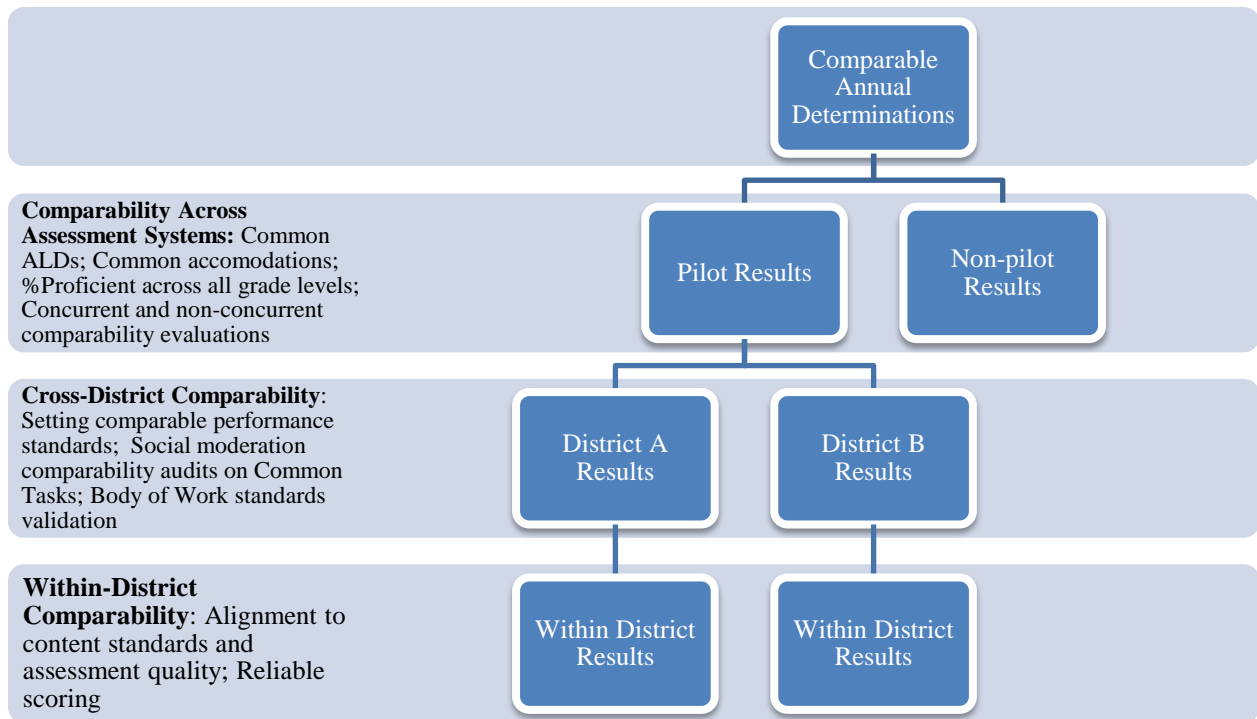 Comparable
Annual
Determinations
Comparability Across
Assessment Systems: Common
ALDs; Common accomodations;
%Proficient across all grade levels;
Concurrent and non-concurrent
comparability evaluations
Pilot Results
Non-pilot
Results
Cross-District Comparability:
Setting comparable performance
standards; Social moderation
comparability audits on Common
Tasks; Body of Work standards
validation
District A
Results
District B
Results
Within-District
Comparability: Alignment to
content standards and
assessment quality; Reliable
scoring
Within District
Results
Within District
Results